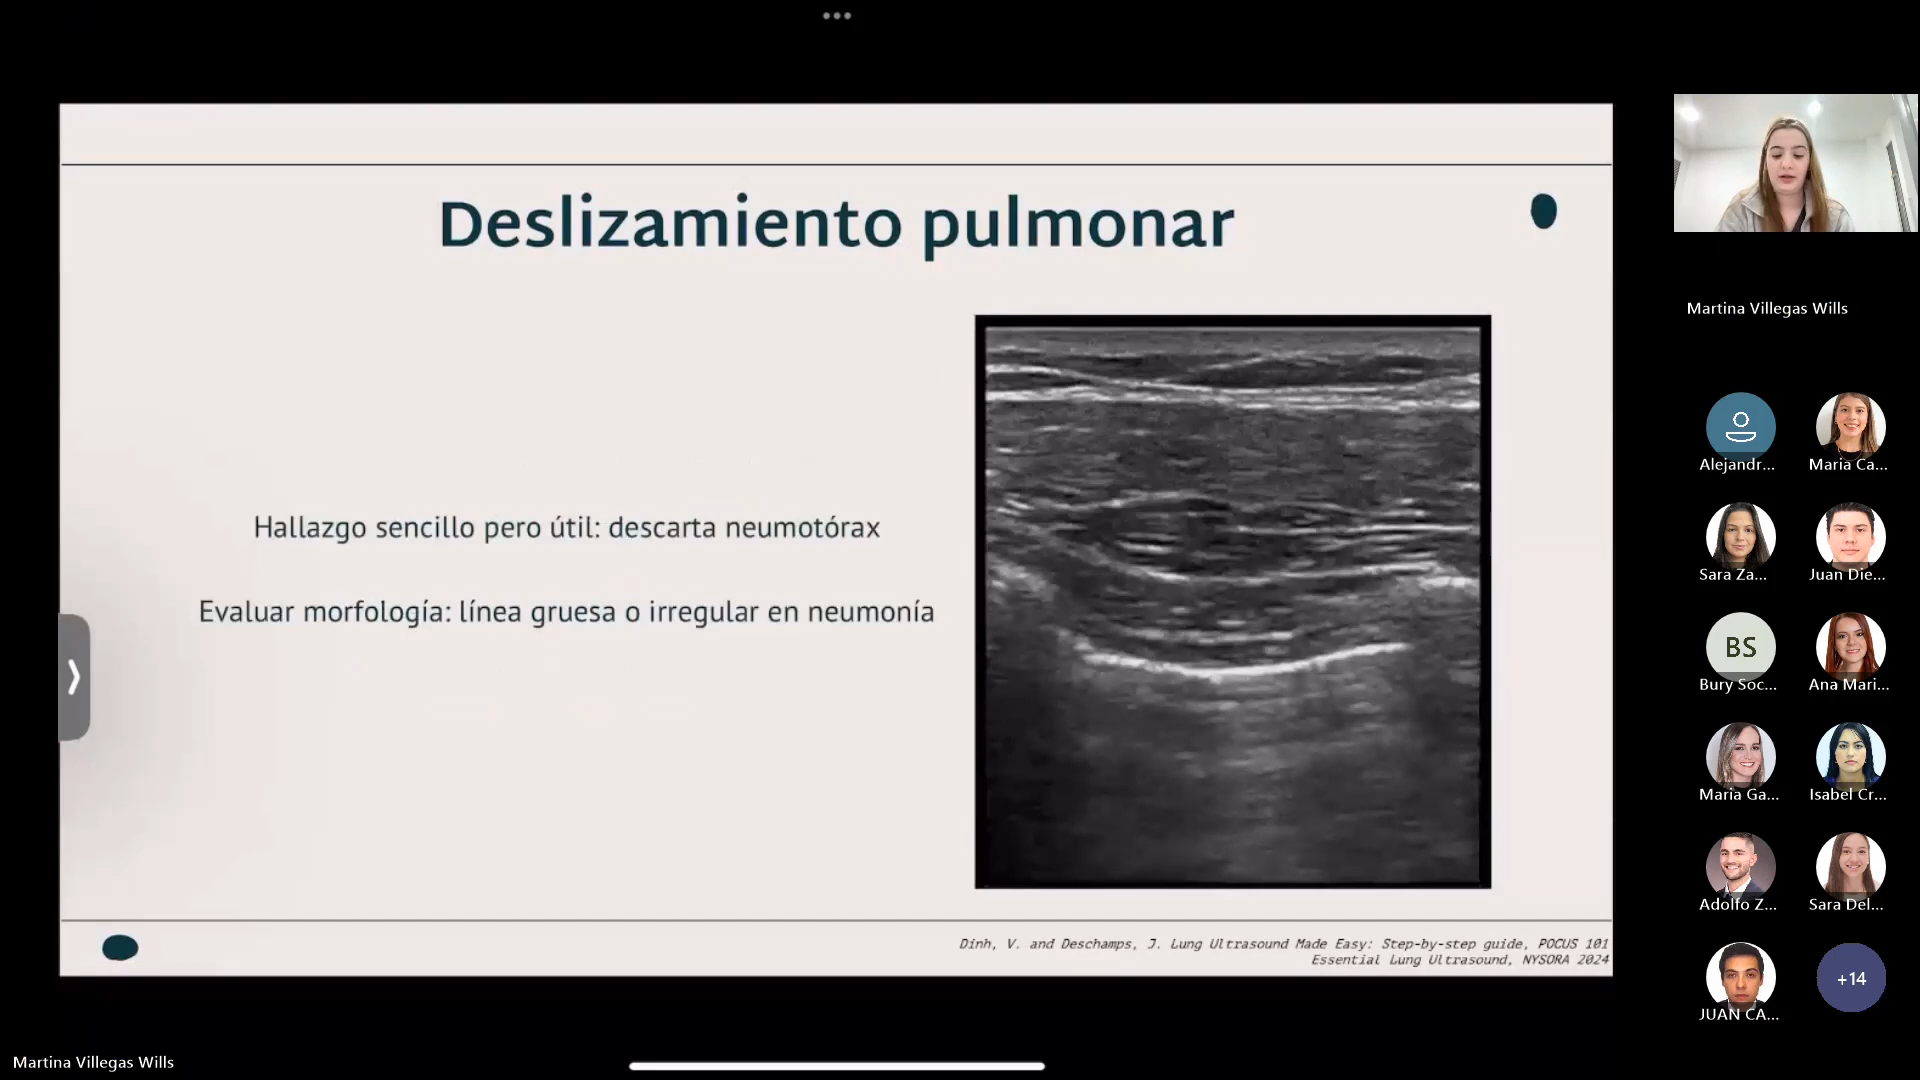 Deslizamiento pulmonar
Hallazgo sencillo pero útil: descarta neumotórax
Evaluar morfología: línea gruesa o irregular en neumonía
Dinh, V. and Deschamps, J. Lung Ultrasound Made Easy: Step-by-step guide, POCUS 101
Essential Lung Ultrasound, NYSORA 2024
Martina Villegas Wills
Alejandr...
Maria Ca...
Sara Za...
Juan Die...
BS
Bury Soc...
Ana Mari...
Maria Ga...
Isabel Cr...
Adolfo Z...
Sara Del...
JUAN CA...
+14
Martina Villegas Wills